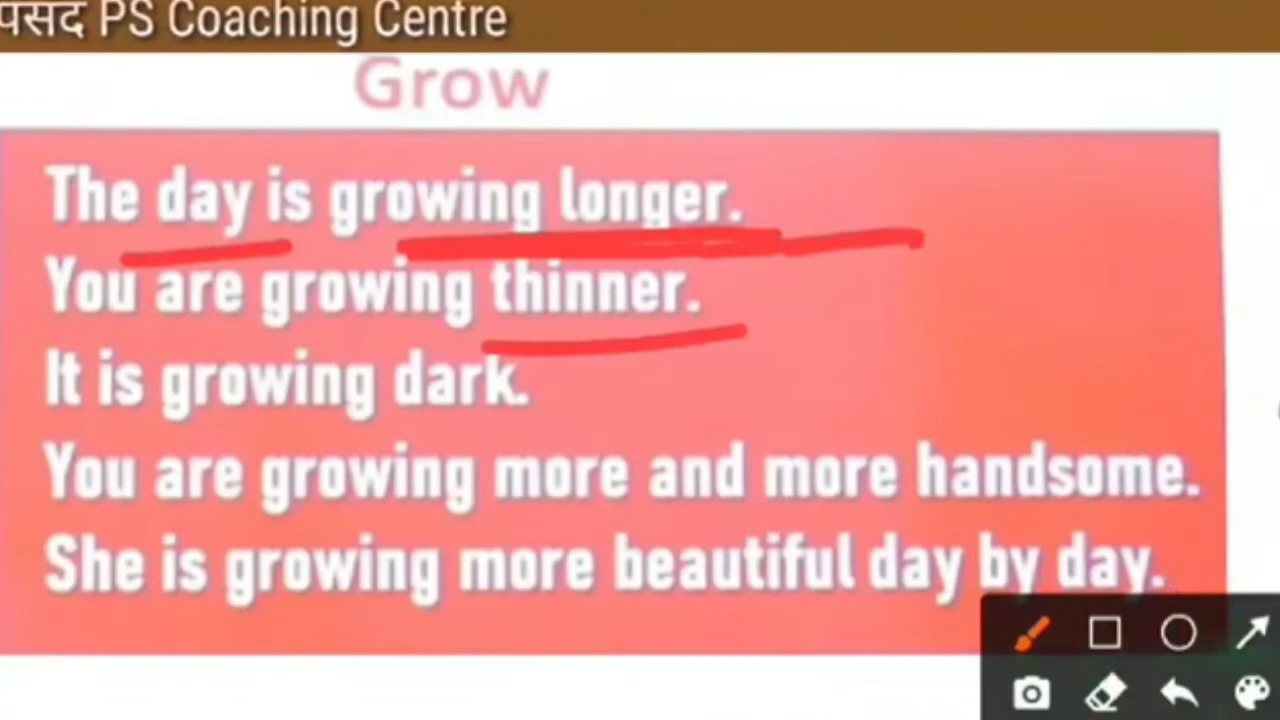 पसद PS Coaching Centre
Grow
The day is growing longer.
You are growing thinner.
It is growing dark.
You are growing more and more handsome.
She is growing more beautiful day by day.